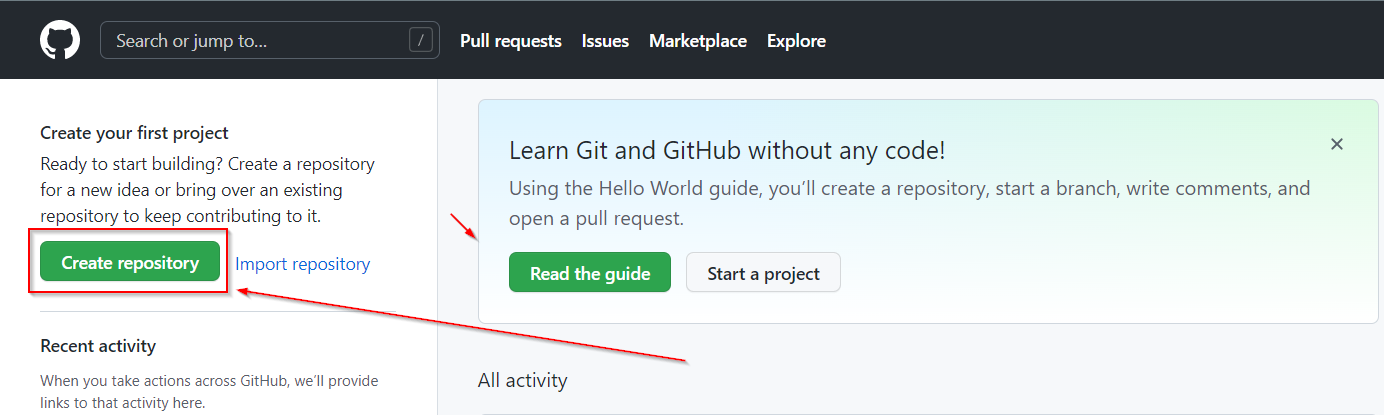 Search or jump to... /
Pull requests Issues Marketplace Explore
Create your first project
Ready to start building? Create a repository
for a new idea or bring over an existing
repository to keep contributing to it.
Create repository Import repository
Recent activity
When you take actions across GitHub, we’ll provide
links to that activity here.
Learn Git and GitHub without any code!
Using the Hello World guide, you’ll create a repository, start a branch, write comments, and
open a pull request.
Read the guide Start a project
All activity